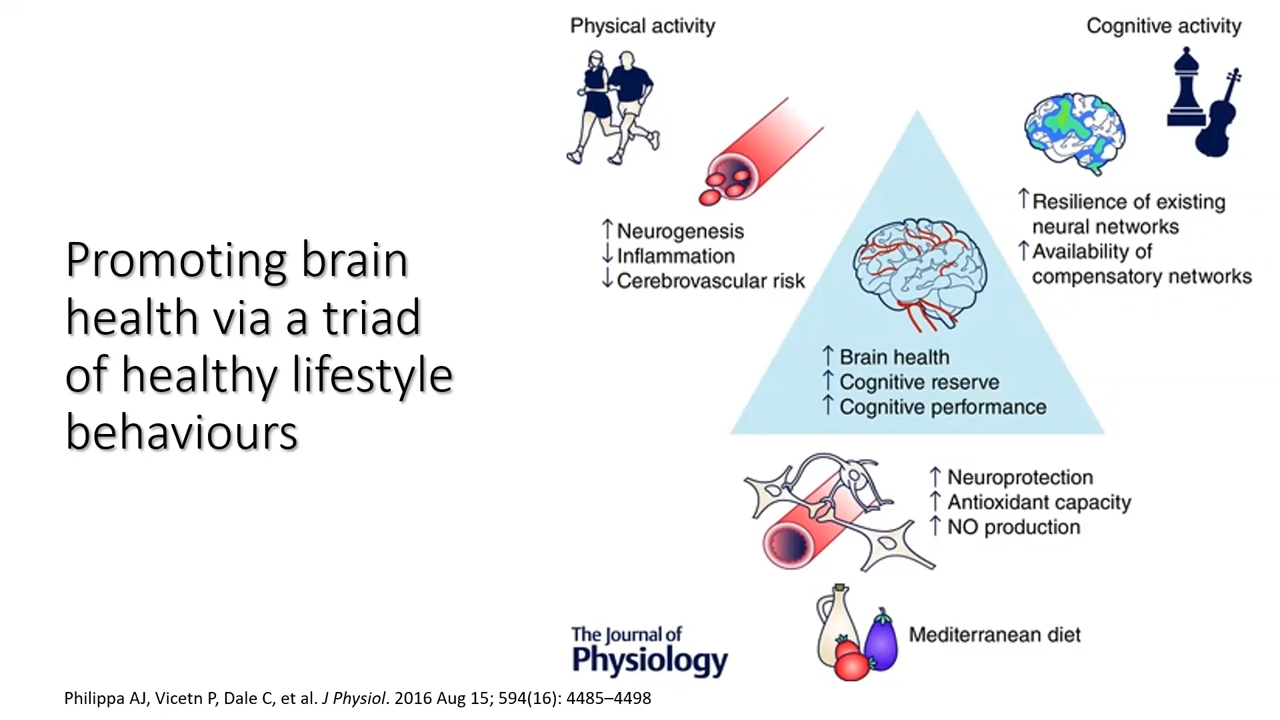 Promoting brain
health via a triad
of healthy lifestyle
behaviours
Physical activity
↑Neurogenesis
↓Inflammation
↓Cerebrovascular risk
Cognitive activity
↑Resilience of existing
neural networks
↑Availability of
compensatory networks
↑ Brain health
↑ Cognitive reserve
↑ Cognitive performance
↑ Neuroprotection
↑ Antioxidant capacity
↑ NO production
Mediterranean diet
The Journal of
Physiology
Philippa AJ, Vicetn P, Dale C, et al. J Physiol. 2016 Aug 15; 594(16): 4485–4498